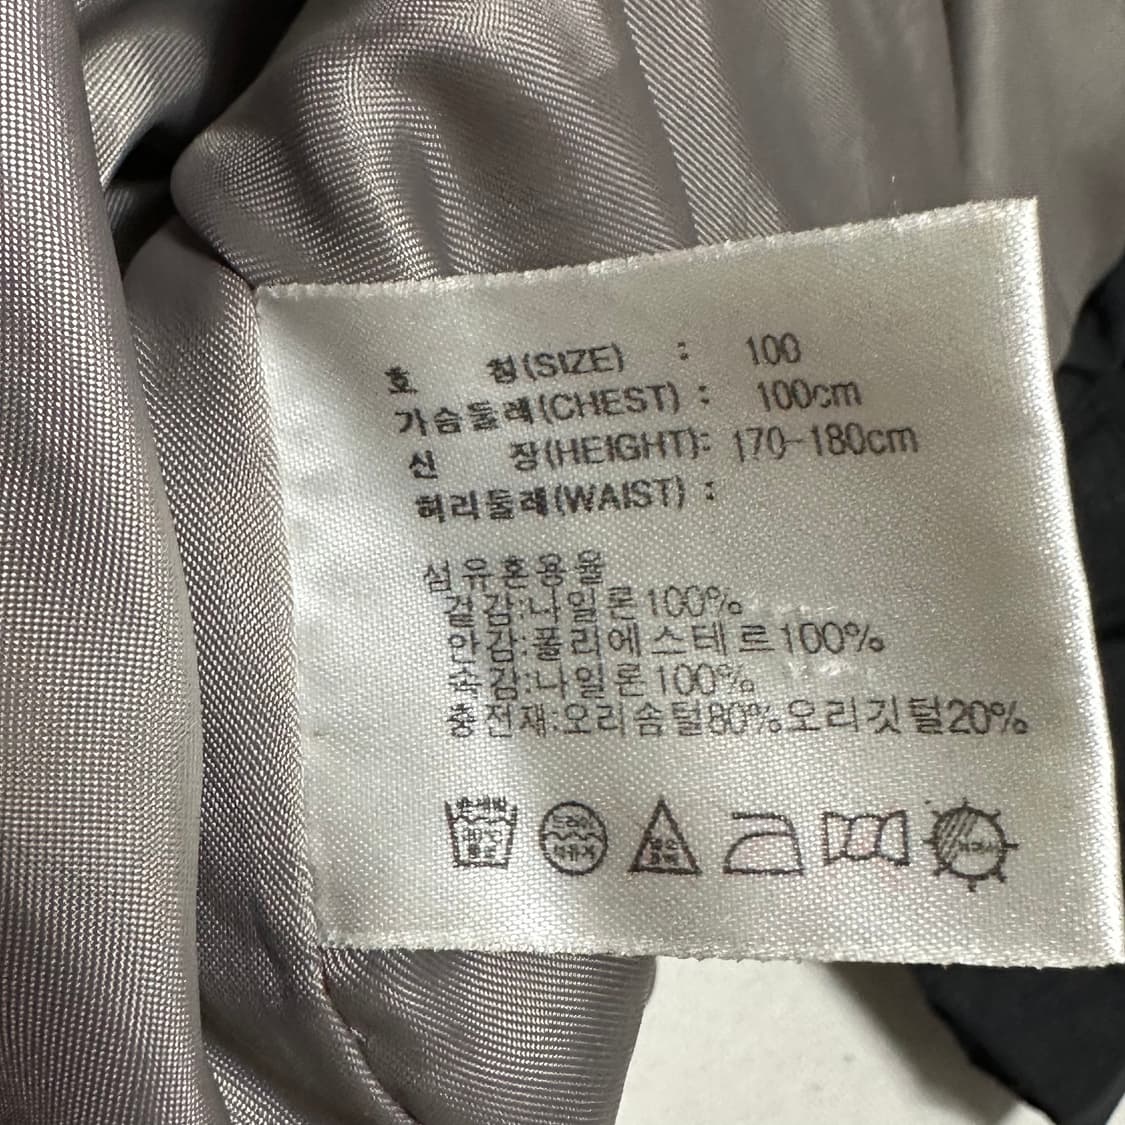 호 칭(SIZE) : 100
가슴둘레(CHEST) : 100cm
신 장(HEIGHT): 170-180cm
허리둘레(WAIST) :
섬유혼용율
겉감:나일론100%
안감:폴리에스테르100%
속감:나일론100%
충전재:오리솜털80%오리깃털20%
드라이